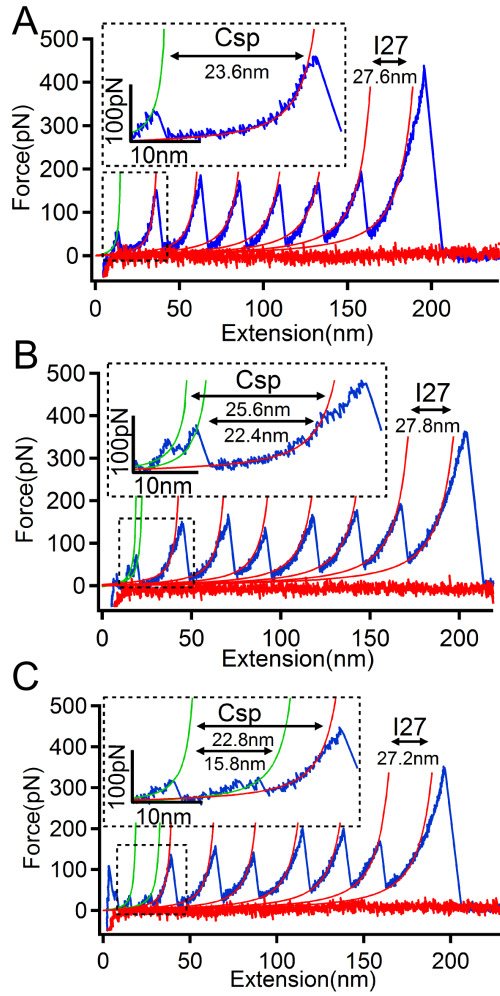 A
500
400
300
200
100
0
Force(pN)
Csp
23.6nm
100pN
10nm
I27
27.6nm
0
50
100
150
200
Extension(nm)
B
500
400
300
200
100
0
Force(pN)
Csp
25.6nm
22.4nm
100pN
10nm
I27
27.8nm
0
50
100
150
200
Extension(nm)
C
500
400
300
200
100
0
Force(pN)
Csp
22.8nm
15.8nm
100pN
10nm
I27
27.2nm
0
50
100
150
200
Extension(nm)